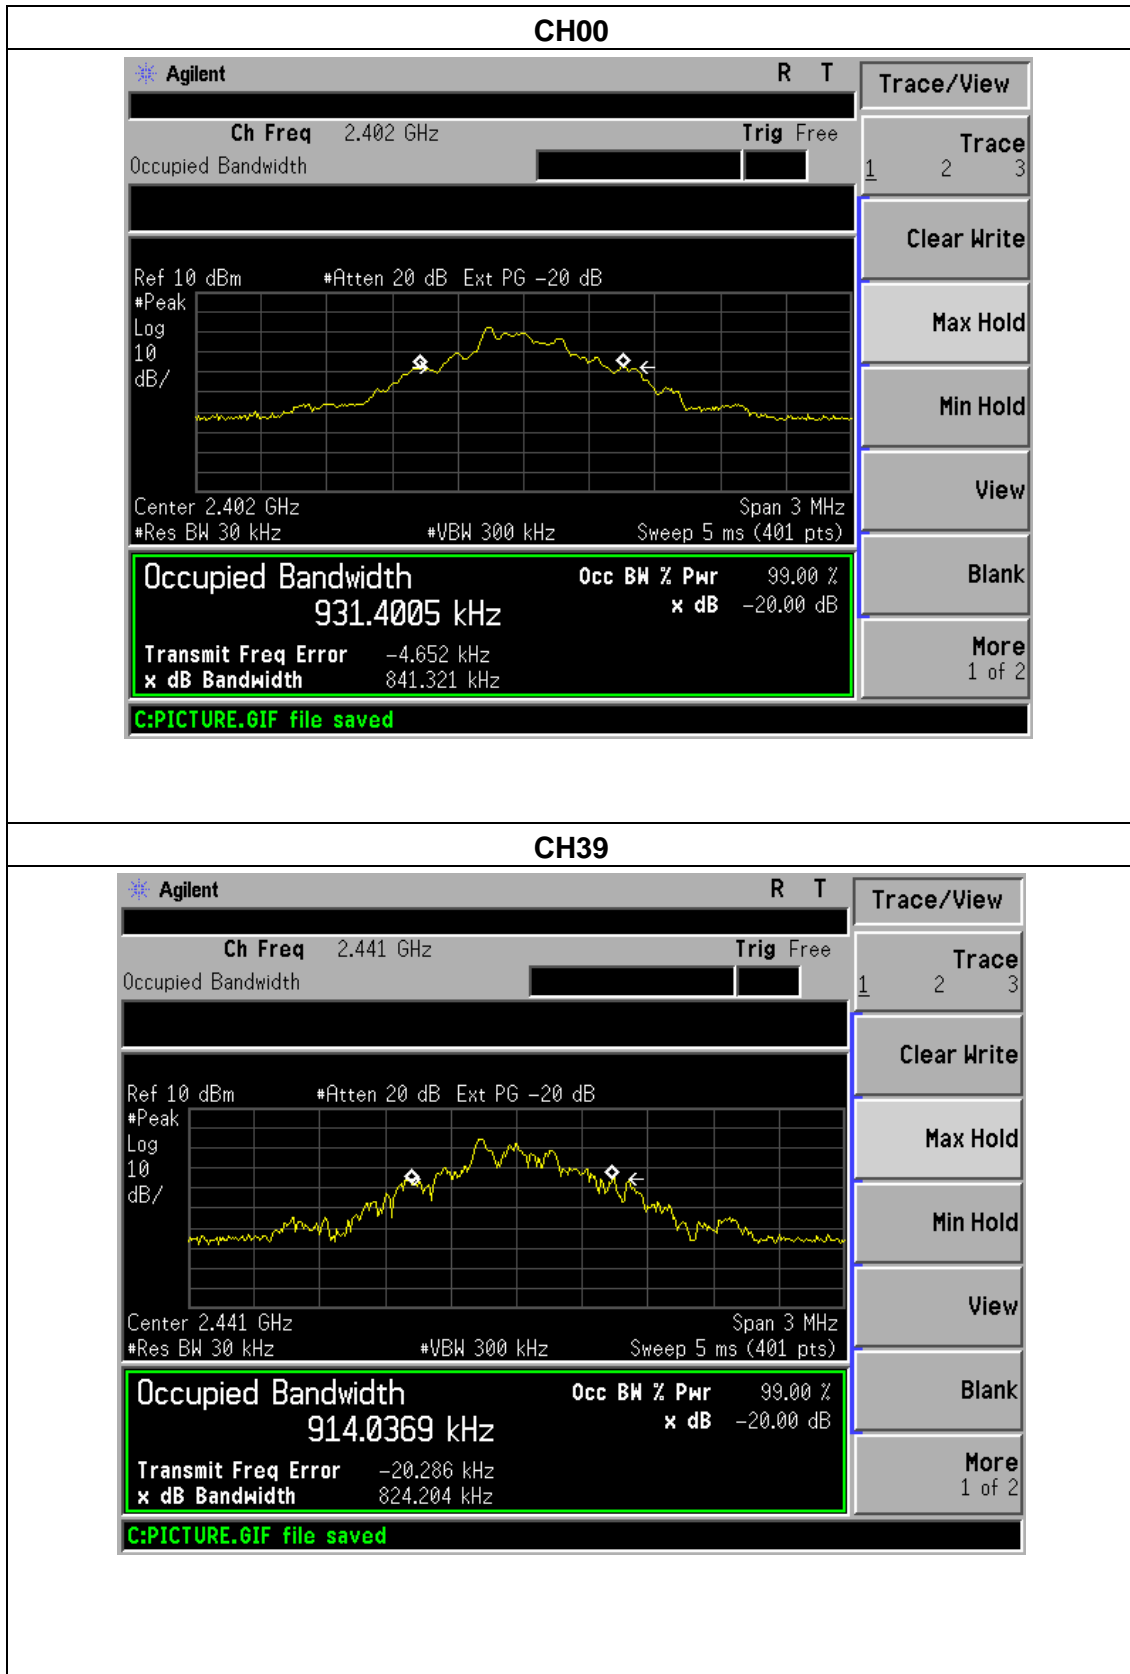 CH00
Agilent R T
Trace/View
Ch Freq 2.402 GHz Trig Free
Occupied Bandwidth
Trace
1 2 3
Clear Write
Max Hold
Min Hold
View
Blank
More
1 of 2
Ref 10 dBm #Atten 20 dB Ext PG -20 dB
#Peak
Log
10
dB/
Center 2.402 GHz Span 3 MHz
#Res BW 30 kHz #VBW 300 kHz Sweep 5 ms (401 pts)
Occupied Bandwidth Occ BW % Pwr 99.00 %
931.4005 kHz x dB -20.00 dB
Transmit Freq Error -4.652 kHz
x dB Bandwidth 841.321 kHz
C:PICTURE.GIF file saved
CH39
Agilent R T
Trace/View
Ch Freq 2.441 GHz Trig Free
Occupied Bandwidth
Trace
1 2 3
Clear Write
Max Hold
Min Hold
View
Blank
More
1 of 2
Ref 10 dBm #Atten 20 dB Ext PG -20 dB
#Peak
Log
10
dB/
Center 2.441 GHz Span 3 MHz
#Res BW 30 kHz #VBW 300 kHz Sweep 5 ms (401 pts)
Occupied Bandwidth Occ BW % Pwr 99.00 %
914.0369 kHz x dB -20.00 dB
Transmit Freq Error -20.286 kHz
x dB Bandwidth 824.204 kHz
C:PICTURE.GIF file saved